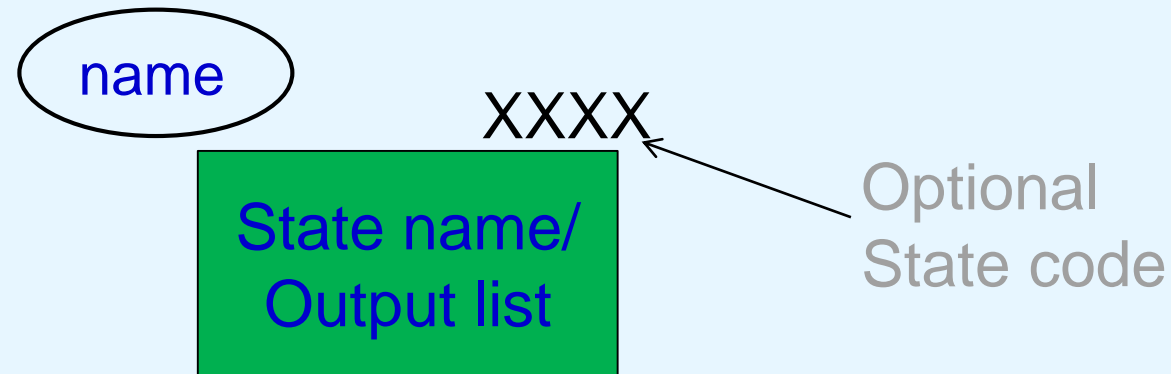 name
XXXX
Optional
State code
State name/
Output list